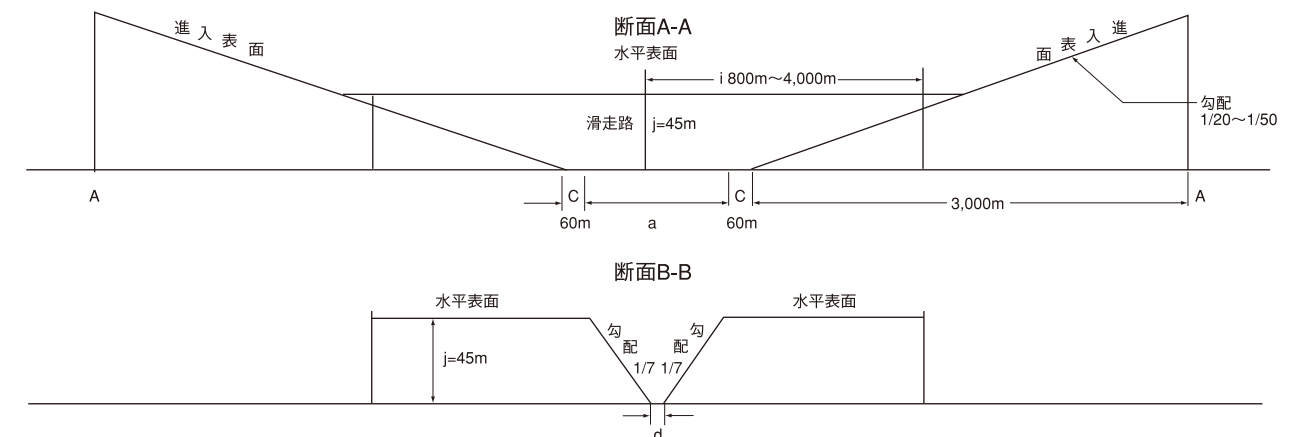 断面A-A
進入表面
水平表面
進入表面
i 800m〜4,000m
滑走路
j=45m
勾配
1/20〜1/50
A
C
C
3,000m
A
60m
a
60m
断面B-B
水平表面
水平表面
勾配
勾配
j=45m
1/7
1/7
d